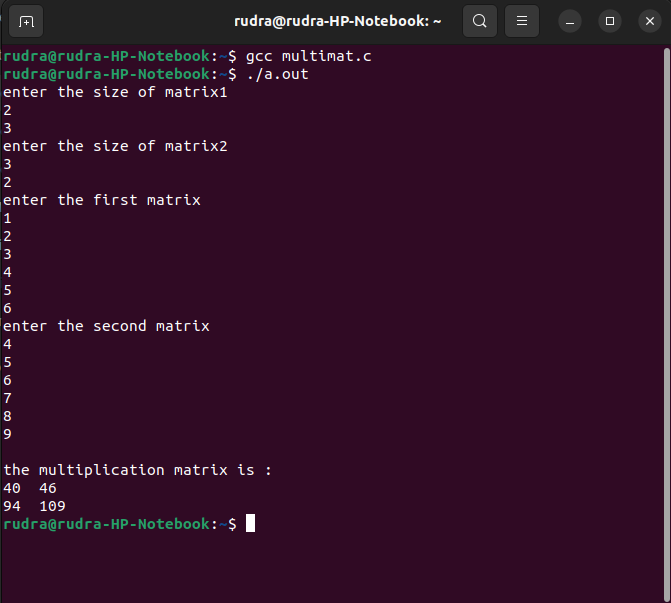 rudra@rudra-HP-Notebook: ~
rudra@rudra-HP-Notebook:~$ gcc multimat.c
rudra@rudra-HP-Notebook:~$ ./a.out
enter the size of matrix1
2
3
enter the size of matrix2
3
2
enter the first matrix
1
2
3
4
5
6
enter the second matrix
4
5
6
7
8
9
the multiplication matrix is :
40  46
94  109
rudra@rudra-HP-Notebook:~$